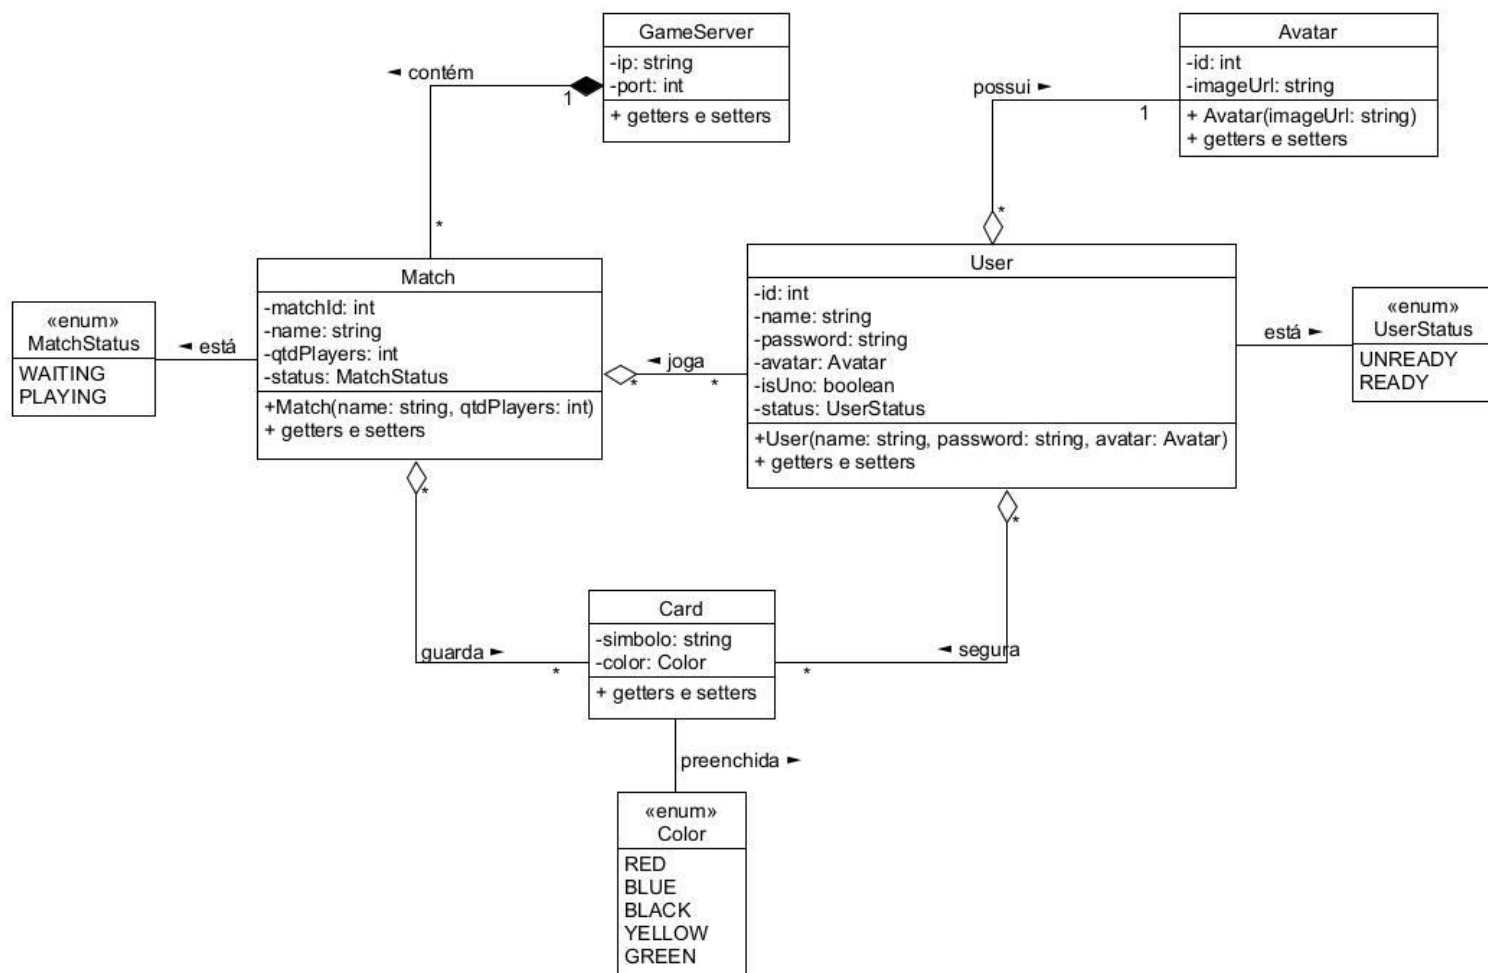 GameServer
-ip: string
-port: int
+ getters e setters
◄ contém
1
*
Avatar
-id: int
-imageUrl: string
+ Avatar(imageUrl: string)
+ getters e setters
possui ►
1
*
Match
-matchId: int
-name: string
-qtdPlayers: int
-status: MatchStatus
+Match(name: string, qtdPlayers: int)
+ getters e setters
User
-id: int
-name: string
-password: string
-avatar: Avatar
-isUno: boolean
-status: UserStatus
+User(name: string, password: string, avatar: Avatar)
+ getters e setters
«enum»
MatchStatus
WAITING
PLAYING
◄ está
◄ joga
*
*
está ►
«enum»
UserStatus
UNREADY
READY
*
*
guarda ►
*
Card
-simbolo: string
-color: Color
+ getters e setters
◄ segura
*
preenchida ►
«enum»
Color
RED
BLUE
BLACK
YELLOW
GREEN